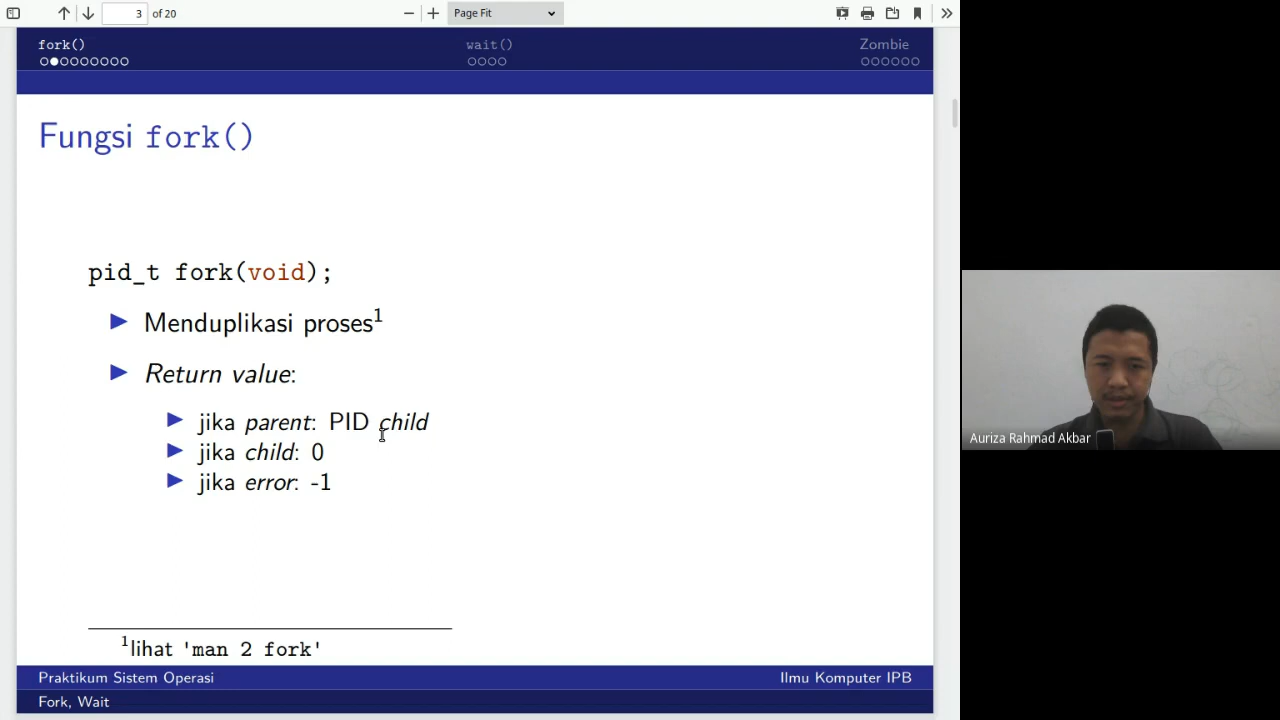 3 of 20 Page Fit
fork() wait() Zombie
Fungsi fork()
pid_t fork(void);
Menduplikasi proses1
Return value:
jika parent: PID child
jika child: 0
jika error: -1
1lihat 'man 2 fork'
Praktikum Sistem Operasi Ilmu Komputer IPB
Fork, Wait
Auriza Rahmad Akbar